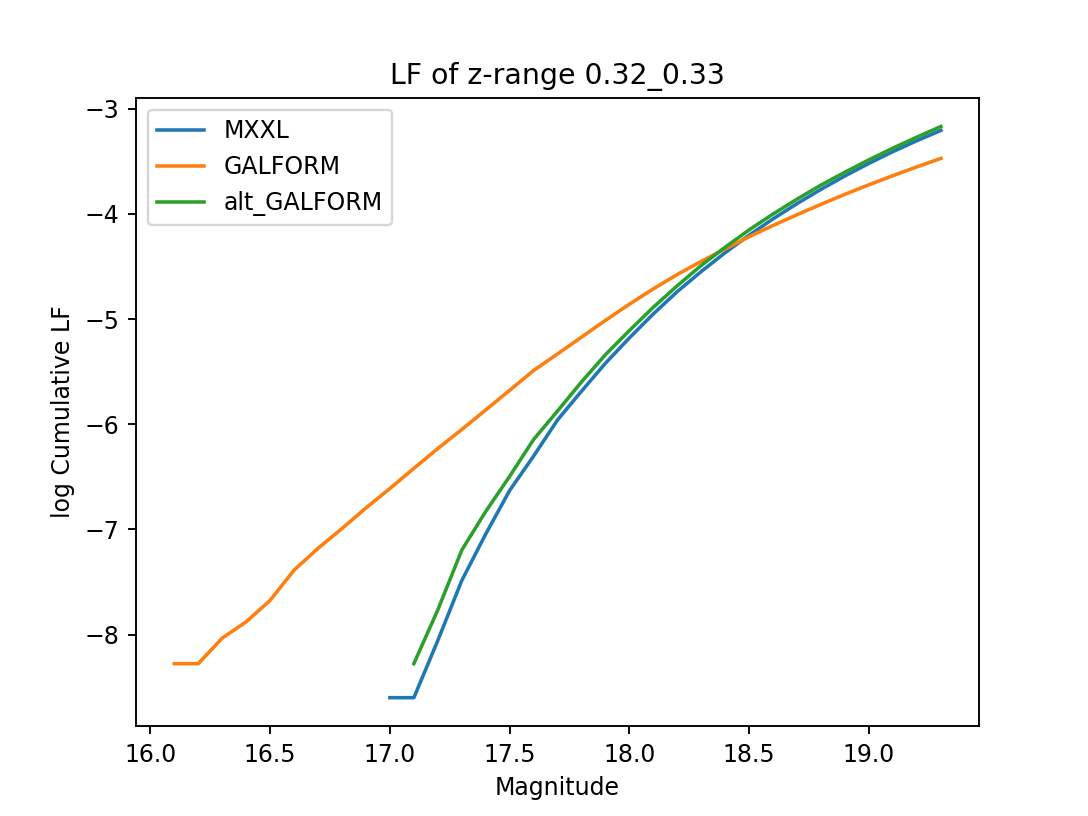 LF of z-range 0.32_0.33
MXXL
GALFORM
alt_GALFORM
log Cumulative LF
−3
−4
−5
−6
−7
−8
16.0 16.5 17.0 17.5 18.0 18.5 19.0
Magnitude